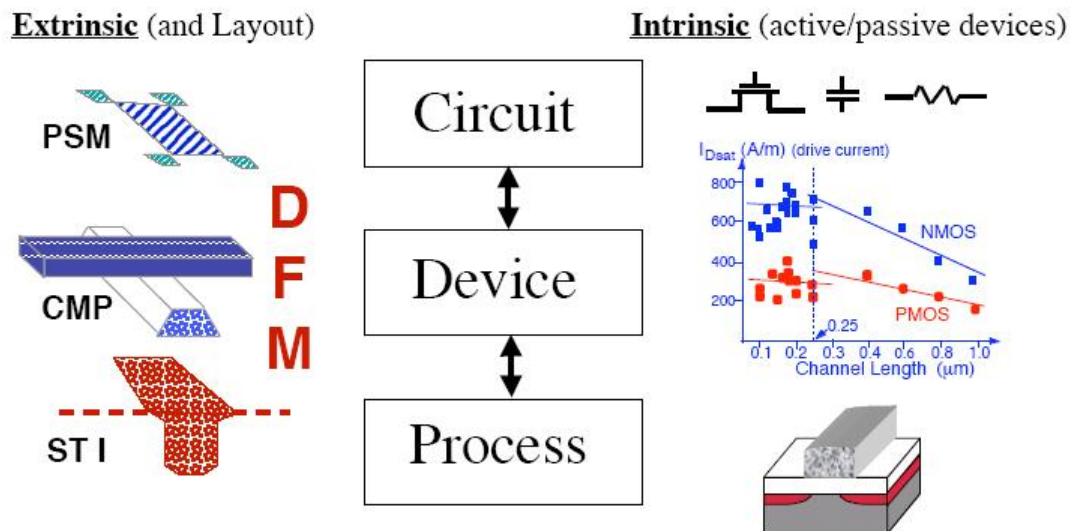 Extrinsic (and Layout)
Intrinsic (active/passive devices)
PSM
CMP
ST I
D
F
M
Circuit
Device
Process
I Dsat (A/m) (drive current)
800
600
400
200
NMOS
PMOS
0.25
0.1 0.2 0.4 0.6 0.8 1.0
Channel Length (μm)